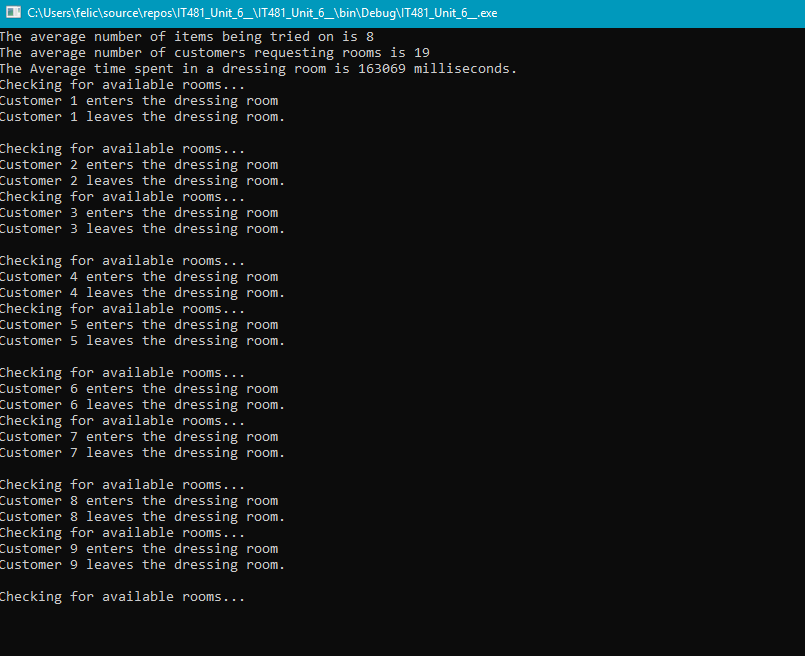 C:\Users\felic\source\repos\IT481_Unit_6__\IT481_Unit_6__\bin\Debug\IT481_Unit_6__.exe
The average number of items being tried on is 8
The average number of customers requesting rooms is 19
The Average time spent in a dressing room is 163069 milliseconds.
Checking for available rooms...
Customer 1 enters the dressing room
Customer 1 leaves the dressing room.
Checking for available rooms...
Customer 2 enters the dressing room
Customer 2 leaves the dressing room.
Checking for available rooms...
Customer 3 enters the dressing room
Customer 3 leaves the dressing room.
Checking for available rooms...
Customer 4 enters the dressing room
Customer 4 leaves the dressing room.
Checking for available rooms...
Customer 5 enters the dressing room
Customer 5 leaves the dressing room.
Checking for available rooms...
Customer 6 enters the dressing room
Customer 6 leaves the dressing room.
Checking for available rooms...
Customer 7 enters the dressing room
Customer 7 leaves the dressing room.
Checking for available rooms...
Customer 8 enters the dressing room
Customer 8 leaves the dressing room.
Checking for available rooms...
Customer 9 enters the dressing room
Customer 9 leaves the dressing room.
Checking for available rooms...